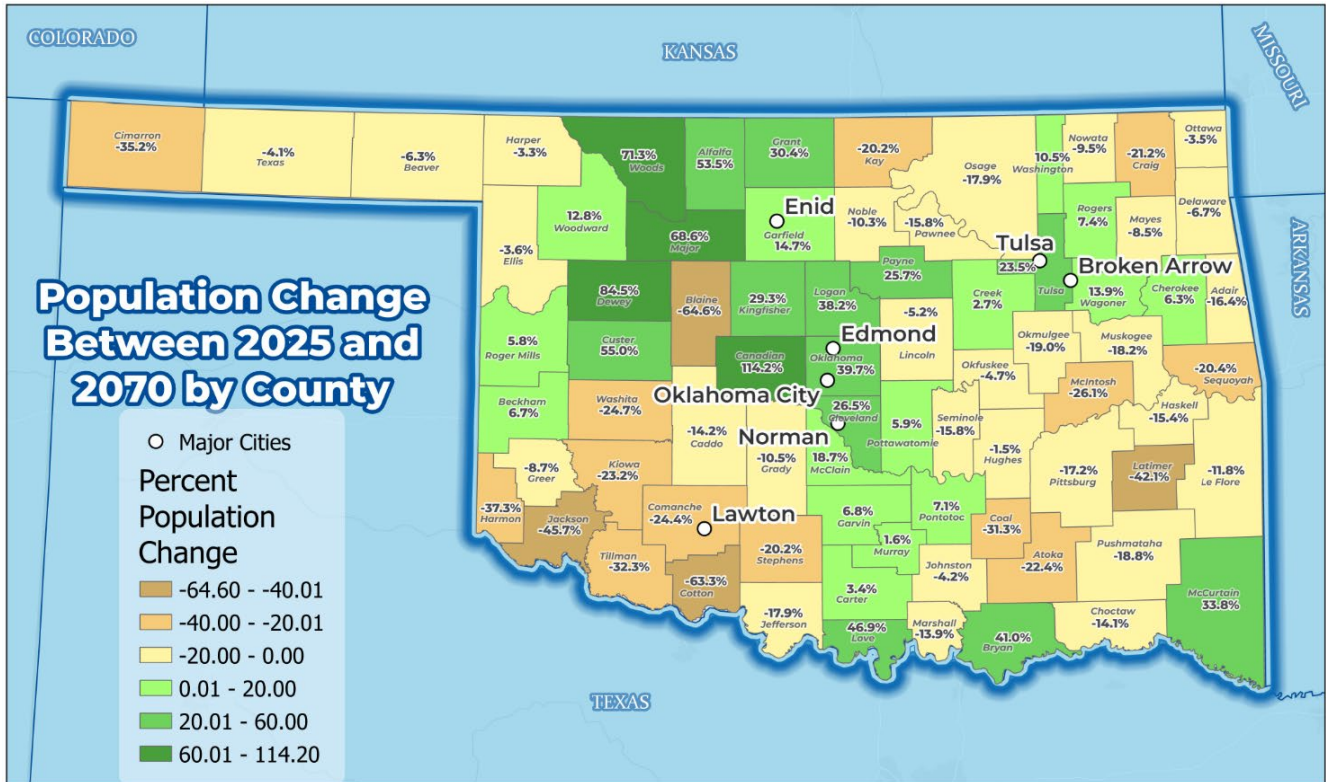 COLORADO
KANSAS
MISSOURI
ARKANSAS
TEXAS
Population Change
Between 2025 and
2070 by County
Major Cities
Percent
Population
Change
-64.60 - -40.01
-40.00 - -20.01
-20.00 - 0.00
0.01 - 20.00
20.01 - 60.00
60.01 - 114.20
Cimarron
-35.2%
-4.1%
Texas
-6.3%
Beaver
Harper
-3.3%
71.3%
Woods
Alfalfa
53.5%
Grant
30.4%
-20.2%
Kay
Osage
-17.9%
10.5%
Washington
Nowata
-9.5%
-21.2%
Craig
Ottawa
-3.5%
12.8%
Woodward
-3.6%
Ellis
68.6%
Major
Enid
Garfield
14.7%
Noble
-10.3%
-15.8%
Pawnee
Rogers
7.4%
Mayes
-8.5%
Delaware
-6.7%
Tulsa
23.5%
Tulsa
Broken Arrow
13.9%
Wagoner
Cherokee
6.3%
Adair
-16.4%
84.5%
Dewey
Blaine
-64.6%
29.3%
Kingfisher
Logan
38.2%
Payne
25.7%
Creek
2.7%
5.8%
Roger Mills
Custer
55.0%
Canadian
114.2%
Edmond
Oklahoma
39.7%
Oklahoma City
-5.2%
Lincoln
Okfuskee
-4.7%
Okmulgee
-19.0%
Muskogee
-18.2%
McIntosh
-26.1%
-20.4%
Sequoyah
Beckham
6.7%
Washita
-24.7%
-14.2%
Caddo
-10.5%
Grady
26.5%
Cleveland
Norman
18.7%
McClain
5.9%
Pottawatomie
Seminole
-15.8%
-1.5%
Hughes
Haskell
-15.4%
-17.2%
Pittsburg
Latimer
-42.1%
-11.8%
Le Flore
-8.7%
Greer
Kiowa
-23.2%
-37.3%
Harmon
Jackson
-45.7%
Comanche
-24.4%
Lawton
Tillman
-32.3%
-63.3%
Cotton
-20.2%
Stephens
-17.9%
Jefferson
6.8%
Garvin
1.6%
Murray
7.1%
Pontotoc
Coal
-31.3%
Atoka
-22.4%
Pushmataha
-18.8%
McCurtain
33.8%
Johnston
-4.2%
3.4%
Carter
46.9%
Love
Marshall
-13.9%
41.0%
Bryan
Choctaw
-14.1%